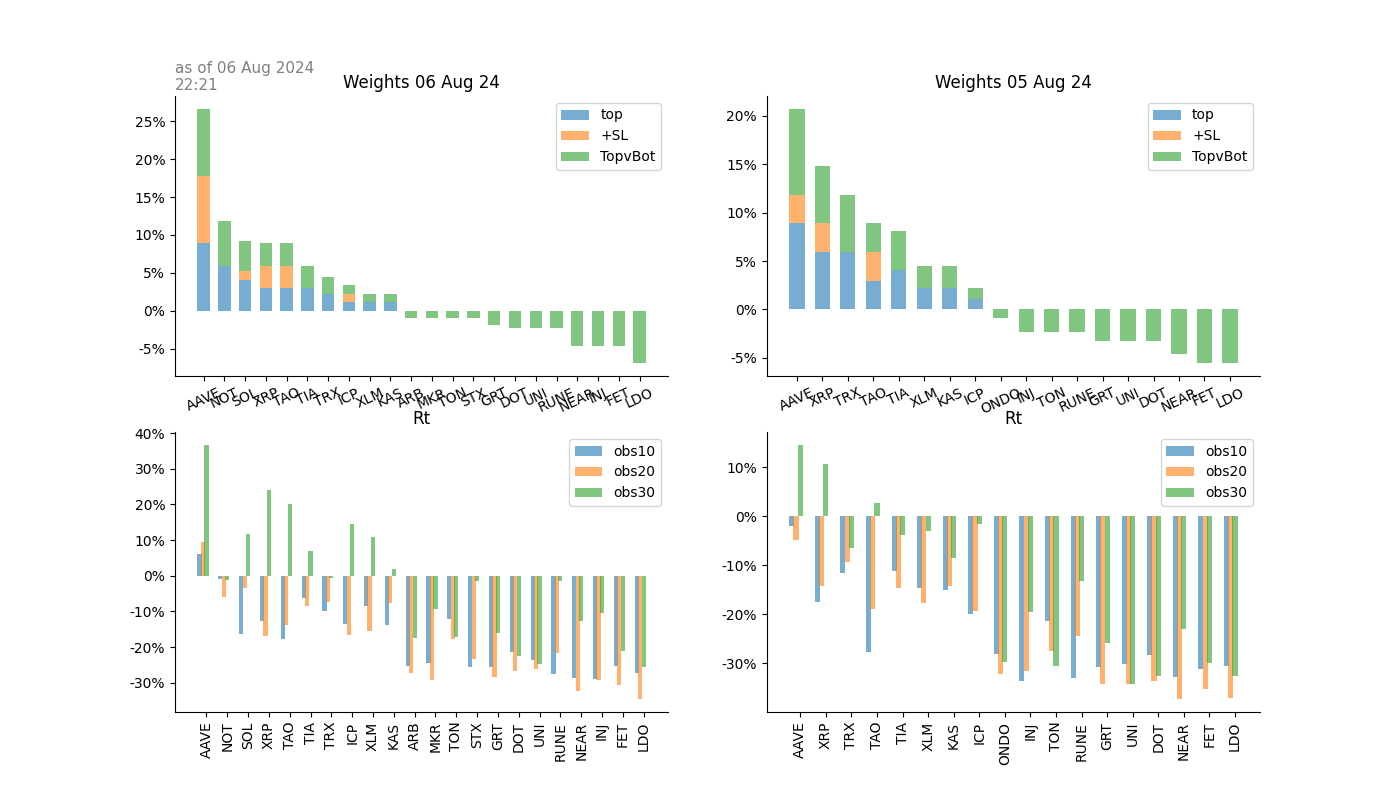 as of 06 Aug 2024
22:21
Weights 06 Aug 24
25%
20%
15%
10%
5%
0%
-5%
top
+SL
TopvBot
AAVE NOT SOL XRP TAO TIA TRX ICP XLM KAS ARB MKR TON STX GRT DOT UNI RUNE NEAR INJ FET LDO
Weights 05 Aug 24
20%
15%
10%
5%
0%
-5%
top
+SL
TopvBot
AAVE XRP TRX TAO TIA XLM KAS ICP ONDO INJ TON RUNE GRT UNI DOT NEAR FET LDO
Rt
40%
30%
20%
10%
0%
-10%
-20%
-30%
obs10
obs20
obs30
AAVE NOT SOL XRP TAO TIA TRX ICP XLM KAS ARB MKR TON STX GRT DOT UNI RUNE NEAR INJ FET LDO
Rt
10%
0%
-10%
-20%
-30%
obs10
obs20
obs30
AAVE XRP TRX TAO TIA XLM KAS ICP ONDO INJ TON RUNE GRT UNI DOT NEAR FET LDO